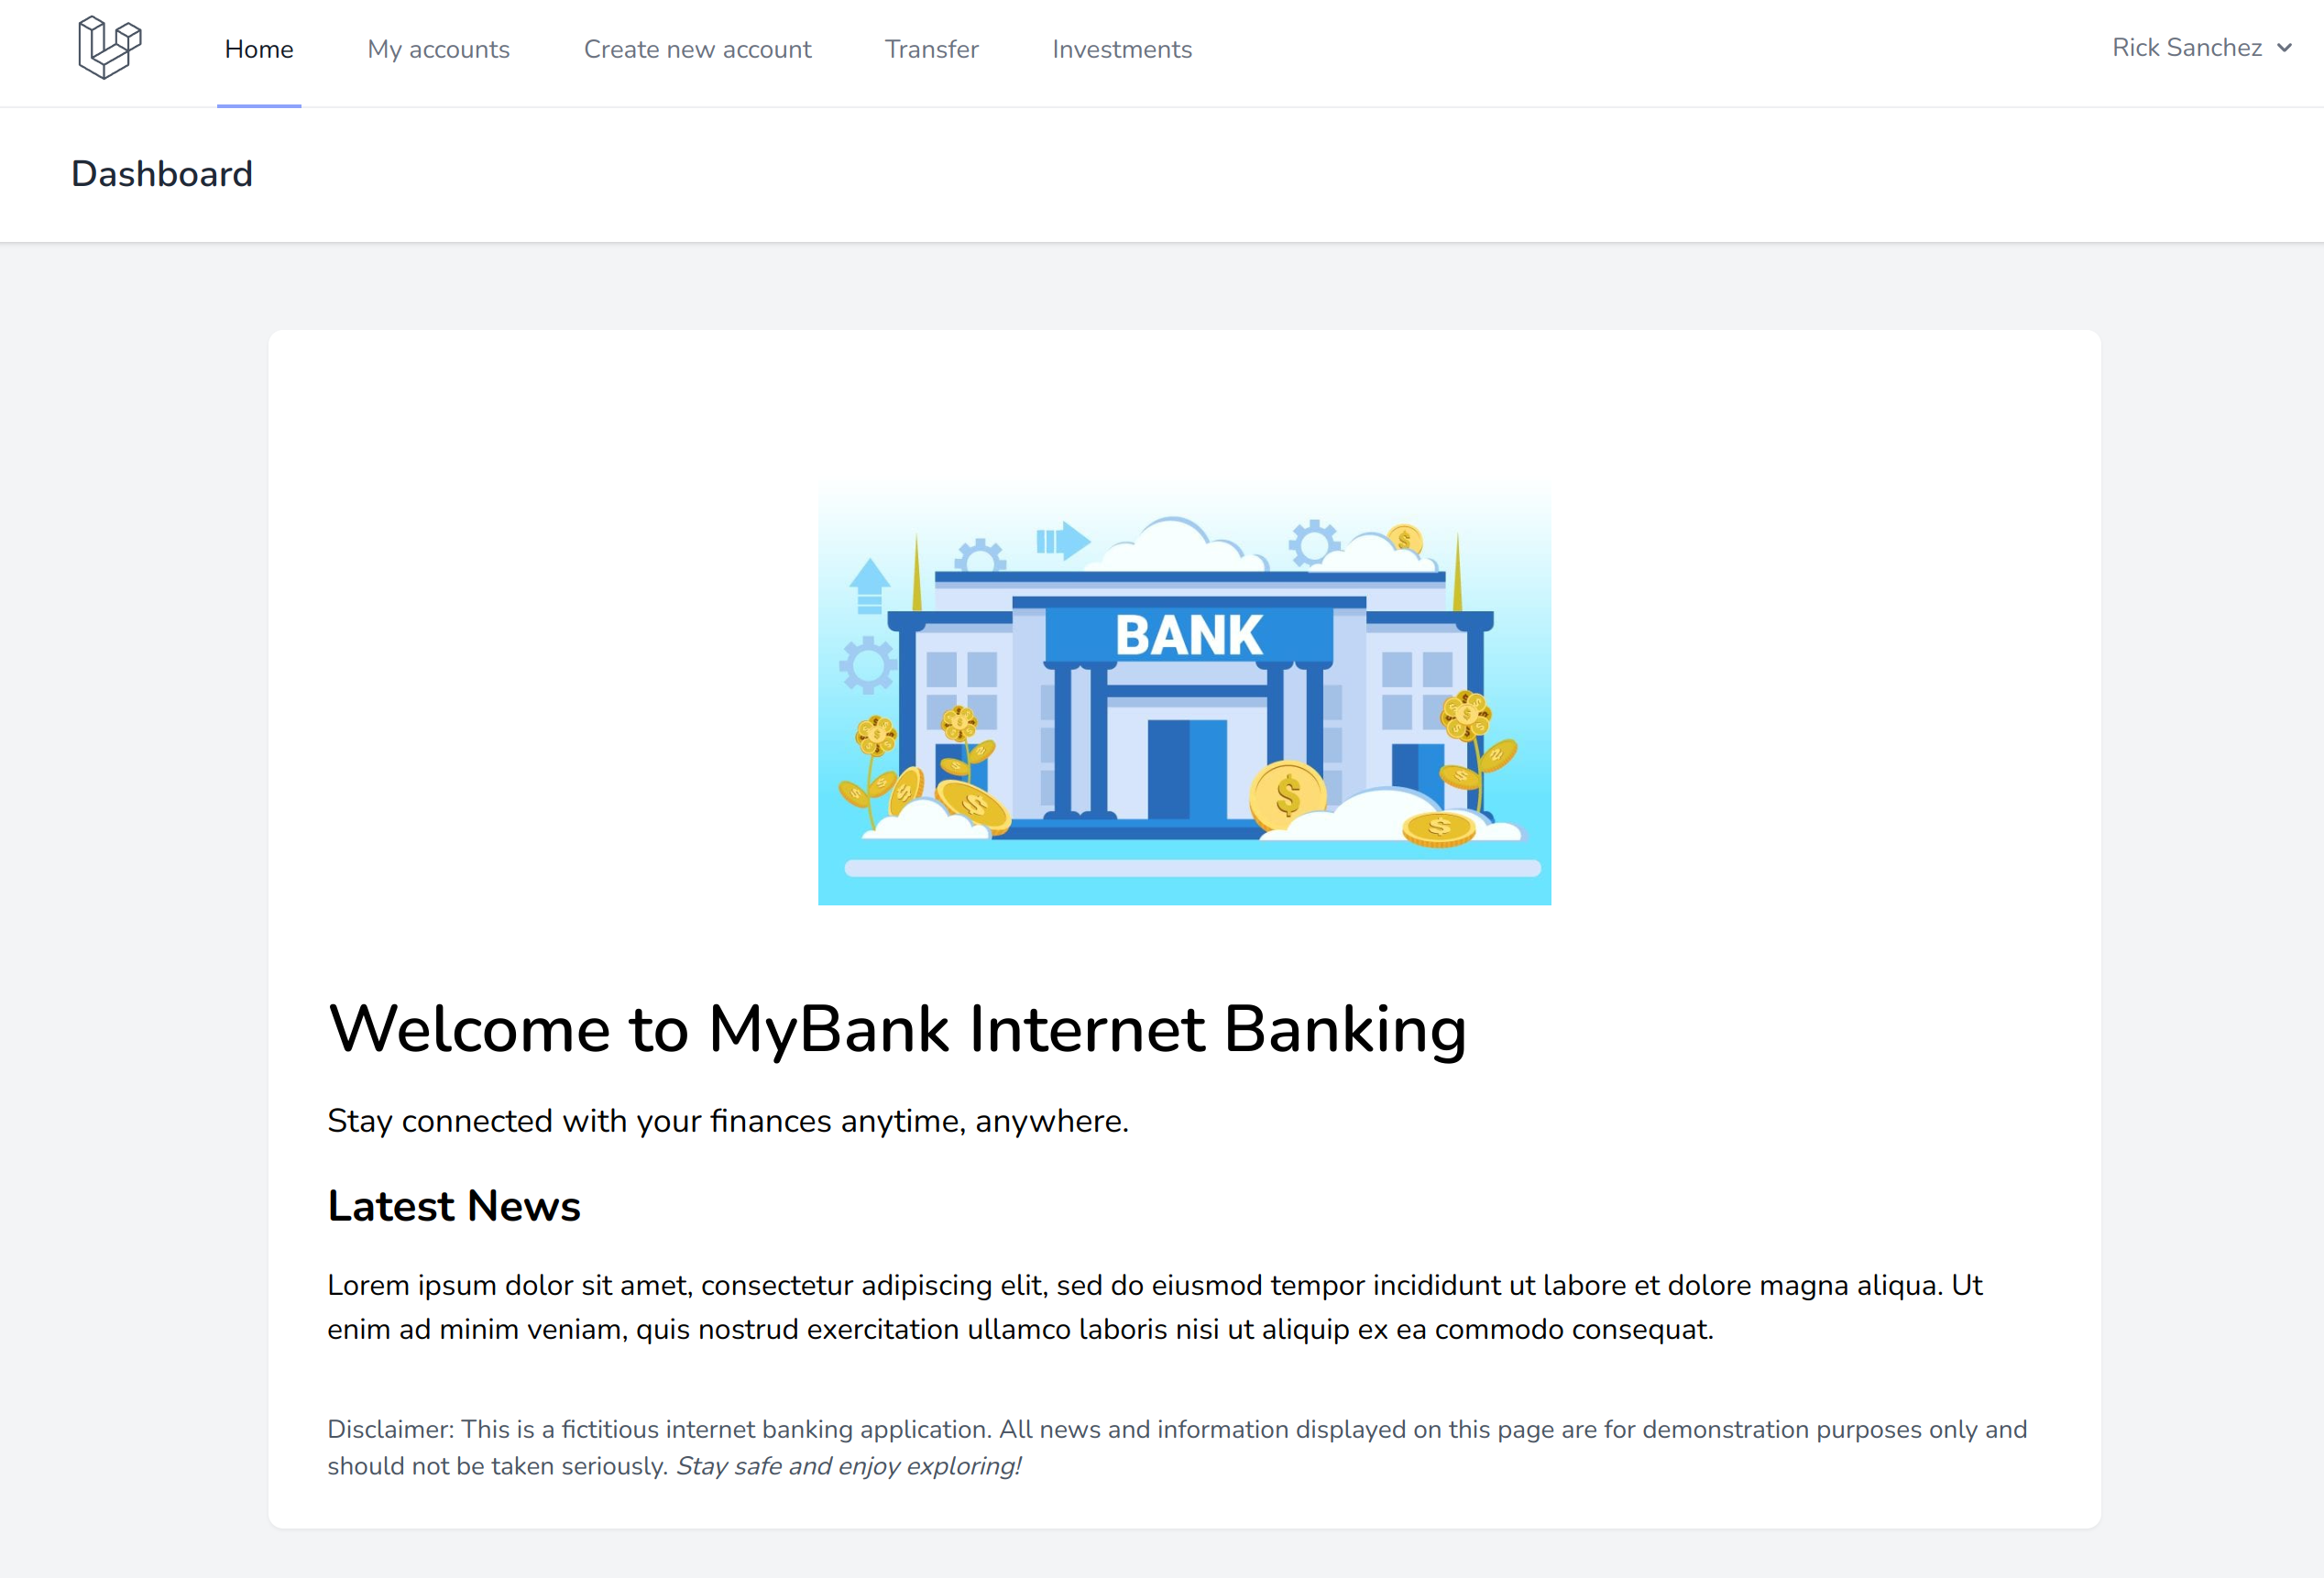 Home My accounts Create new account Transfer Investments Rick Sanchez
Dashboard
BANK
$
$
$
$
$
Welcome to MyBank Internet Banking
Stay connected with your finances anytime, anywhere.
Latest News
Lorem ipsum dolor sit amet, consectetur adipiscing elit, sed do eiusmod tempor incididunt ut labore et dolore magna aliqua. Ut
enim ad minim veniam, quis nostrud exercitation ullamco laboris nisi ut aliquip ex ea commodo consequat.
Disclaimer: This is a fictitious internet banking application. All news and information displayed on this page are for demonstration purposes only and
should not be taken seriously. Stay safe and enjoy exploring!